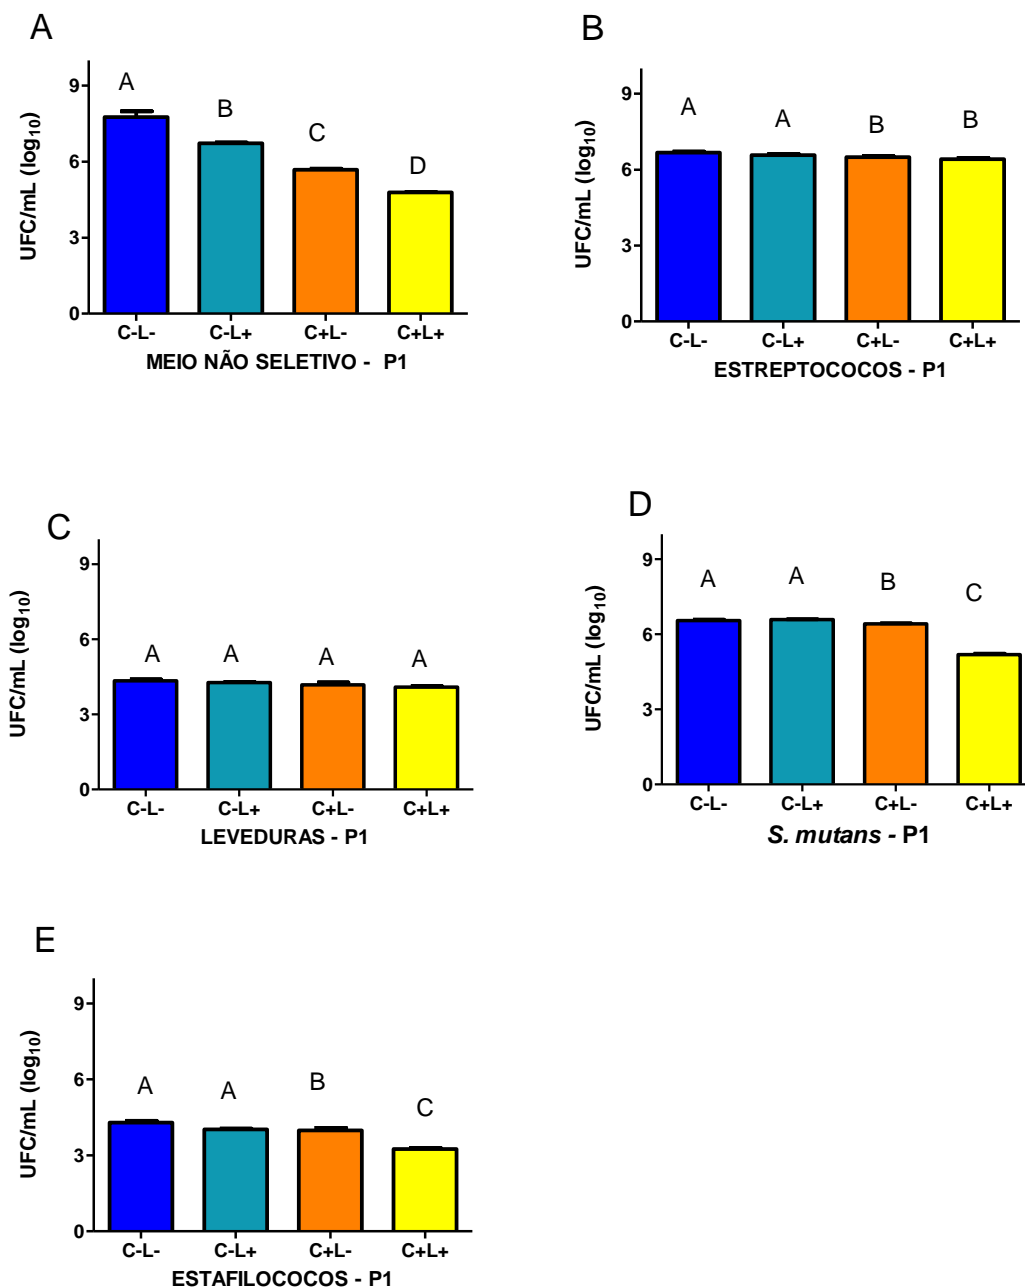 A
UFC/mL (log10)
9
6
3
0
A
B
C
D
C-L-
C-L+
C+L-
C+L+
MEIO NÃO SELETIVO - P1
B
UFC/mL (log10)
9
6
3
0
A
A
B
B
C-L-
C-L+
C+L-
C+L+
ESTREPTOCOCOS - P1
C
UFC/mL (log10)
9
6
3
0
A
A
A
A
C-L-
C-L+
C+L-
C+L+
LEVEDURAS - P1
D
UFC/mL (log10)
9
6
3
0
A
A
B
C
C-L-
C-L+
C+L-
C+L+
S. mutans - P1
E
UFC/mL (log10)
9
6
3
0
A
A
B
C
C-L-
C-L+
C+L-
C+L+
ESTAFILOCOCOS - P1